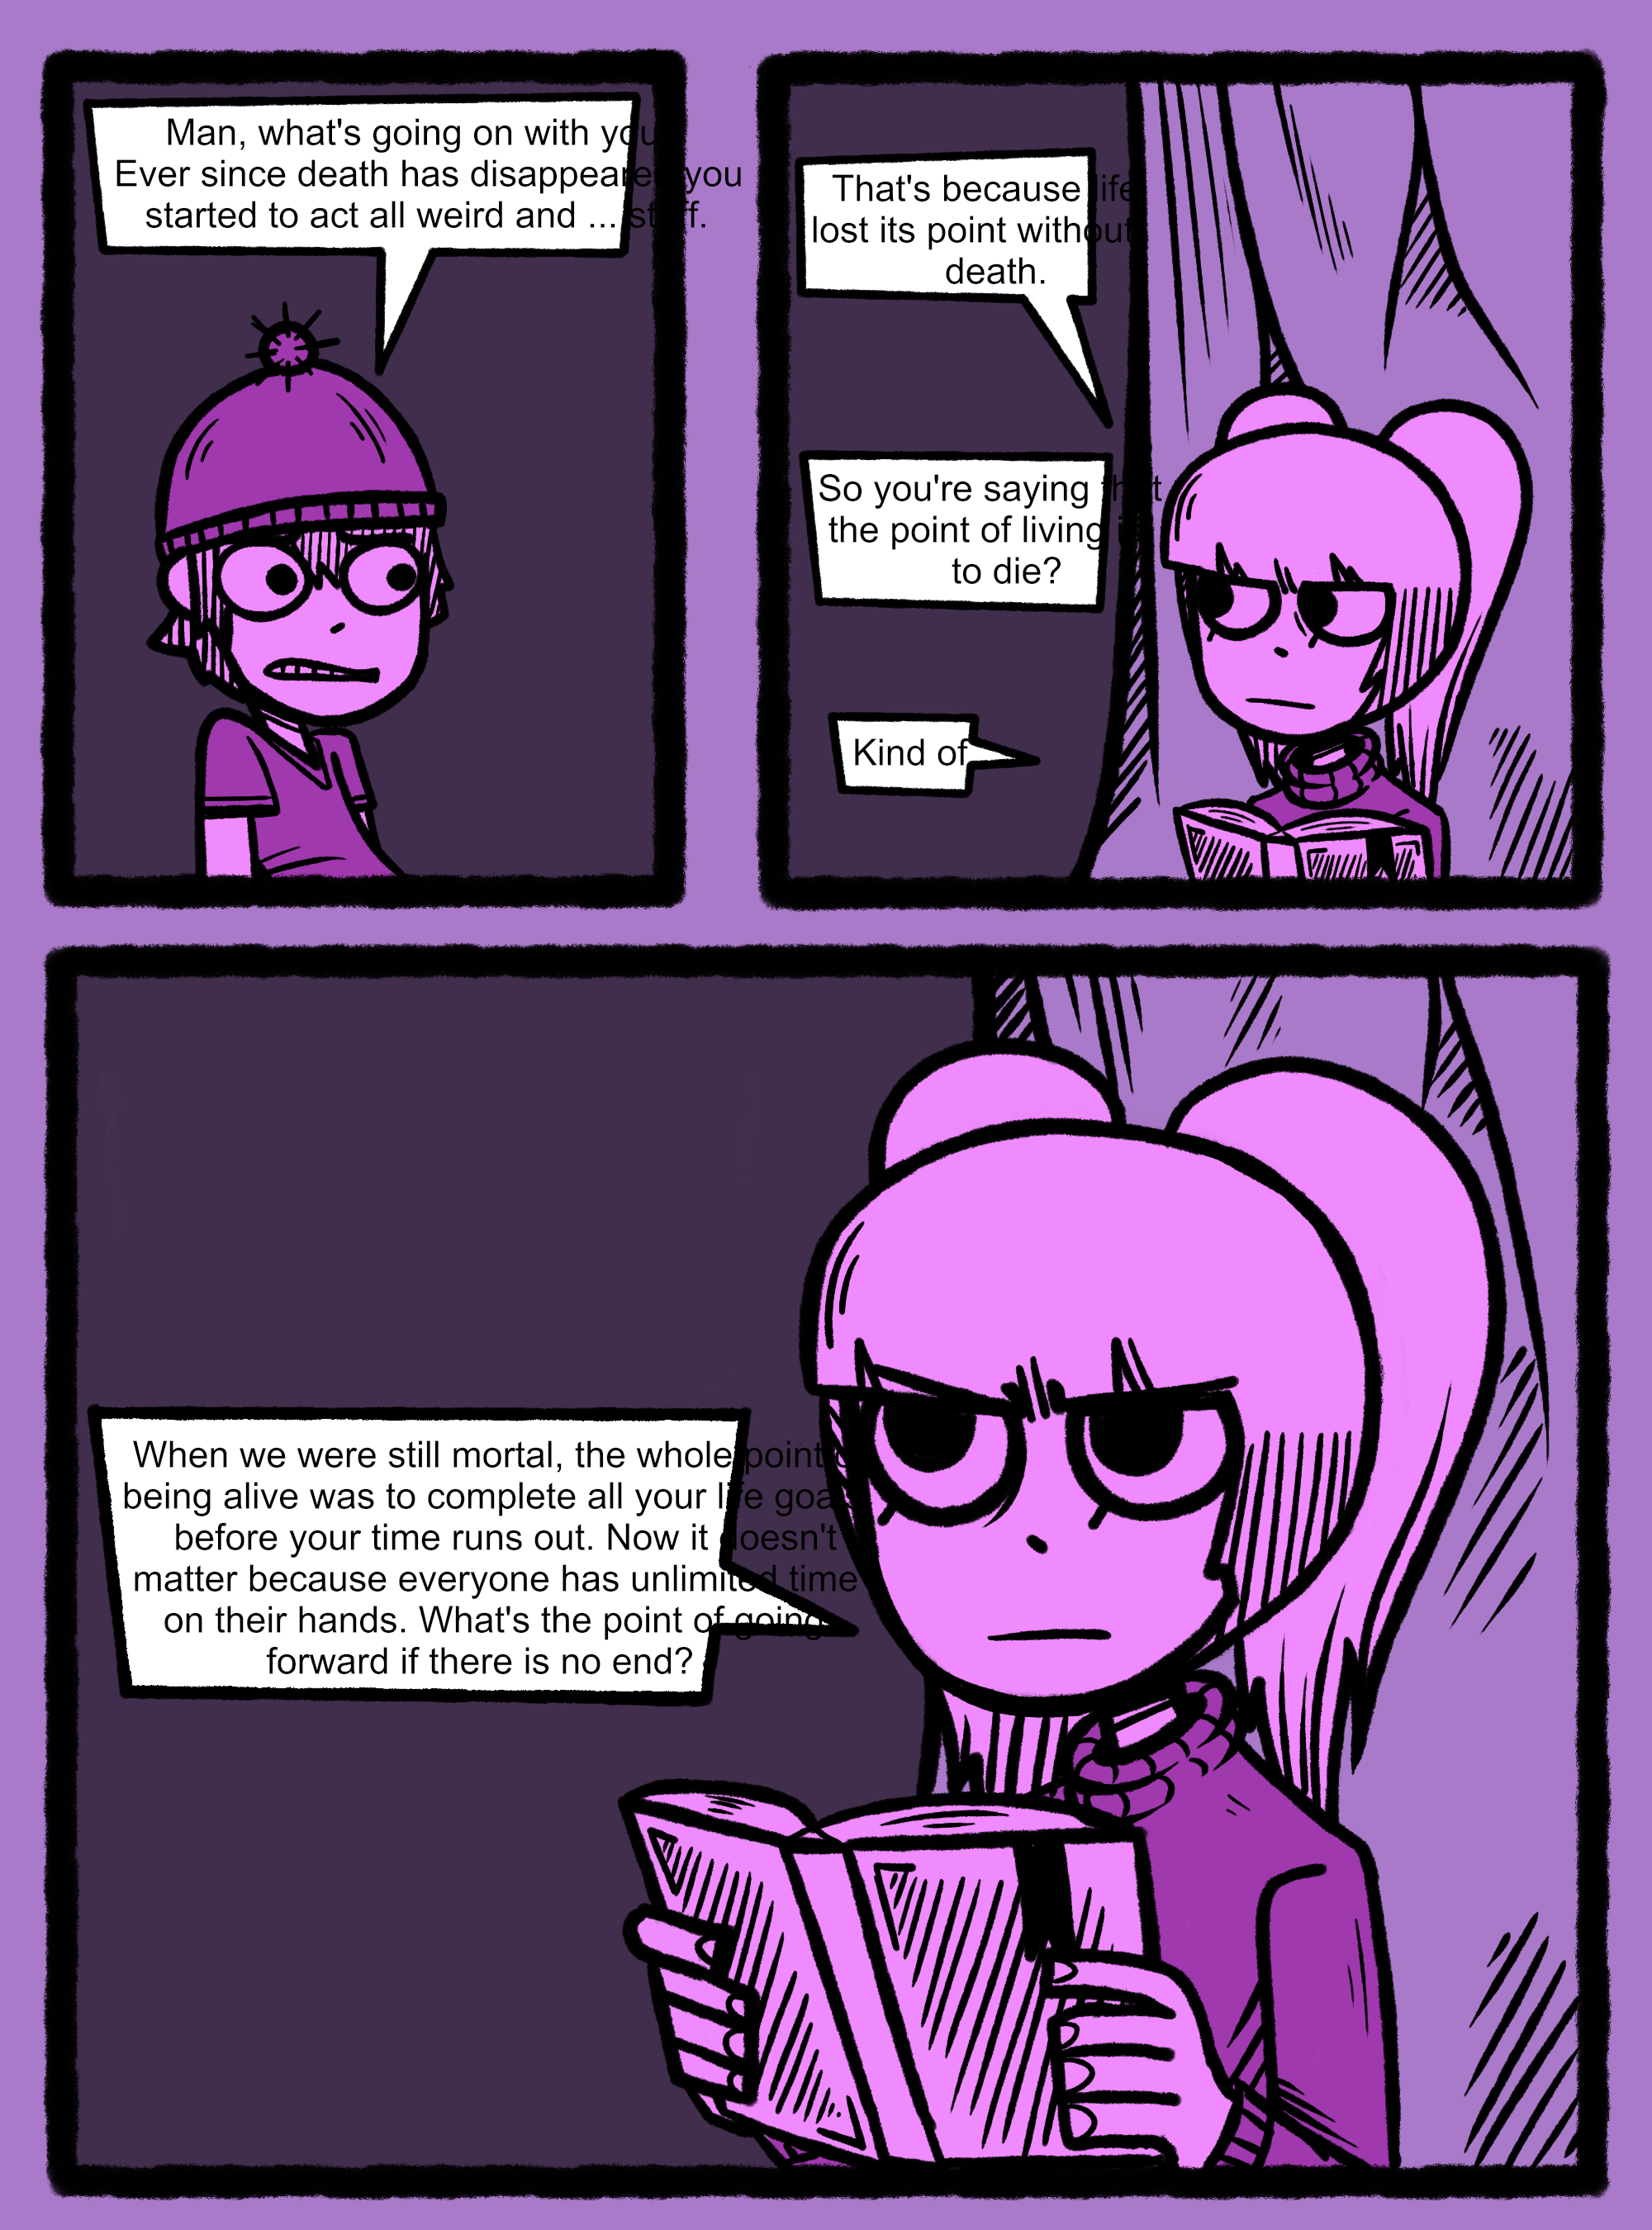 Man, what's going on with you
Ever since death has disappeared you
started to act all weird and ... stuff.
That's because life
lost its point without
death.
So you're saying that
the point of living is
to die?
Kind of
When we were still mortal, the whole point of
being alive was to complete all your life goals
before your time runs out. Now it doesn't
matter because everyone has unlimited time
on their hands. What's the point of going
forward if there is no end?